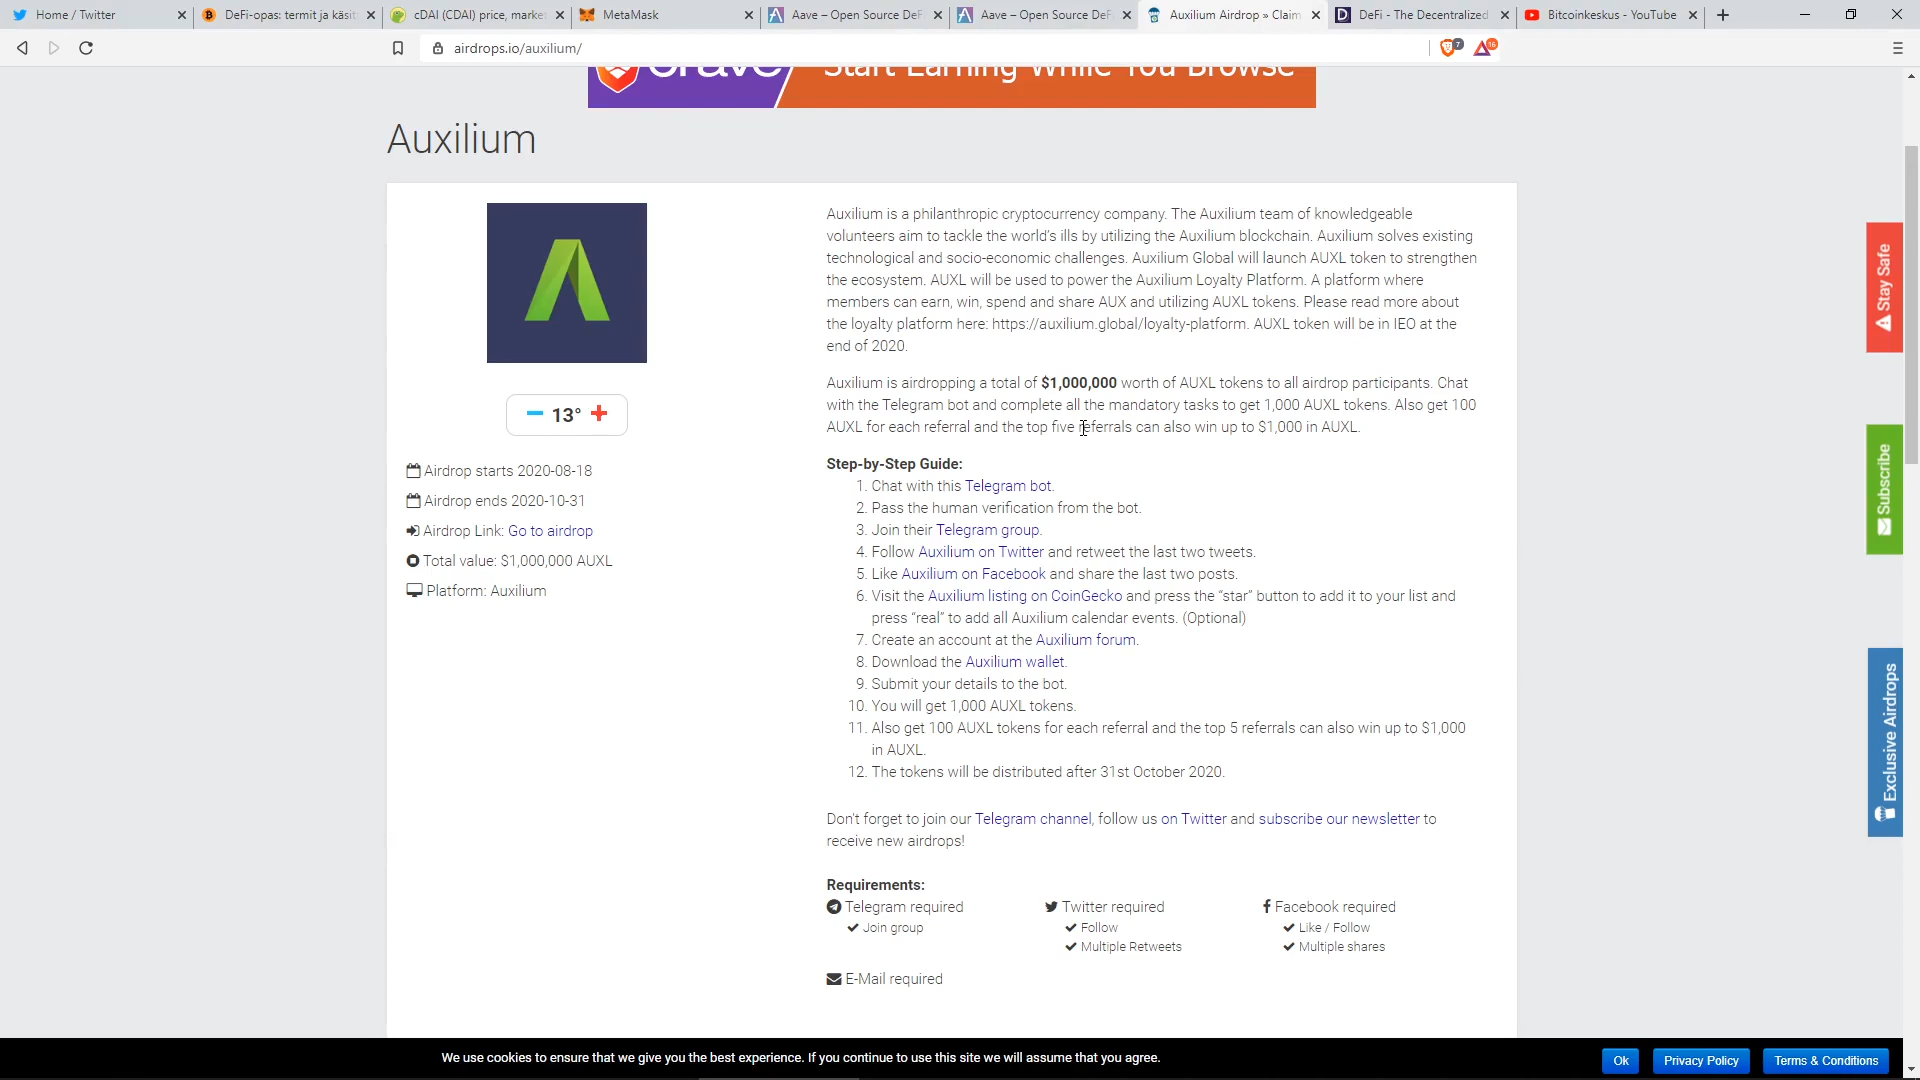 Home / Twitter
DeFi-opas: termit ja käsit
cDAI (CDAI) price, marke
MetaMask
Aave – Open Source DeF
Aave – Open Source DeF
Auxilium Airdrop » Claim
DeFi - The Decentralized
Bitcoinkeskus - YouTube
airdrops.io/auxilium/
7
16
Start Earning While You Browse
Auxilium
Auxilium is a philanthropic cryptocurrency company. The Auxilium team of knowledgeable
volunteers aim to tackle the world's ills by utilizing the Auxilium blockchain. Auxilium solves existing
technological and socio-economic challenges. Auxilium Global will launch AUXL token to strengthen
the ecosystem. AUXL will be used to power the Auxilium Loyalty Platform. A platform where
members can earn, win, spend and share AUX and utilizing AUXL tokens. Please read more about
the loyalty platform here: https://auxilium.global/loyalty-platform. AUXL token will be in IEO at the
end of 2020.
Auxilium is airdropping a total of $1,000,000 worth of AUXL tokens to all airdrop participants. Chat
with the Telegram bot and complete all the mandatory tasks to get 1,000 AUXL tokens. Also get 100
AUXL for each referral and the top five referrals can also win up to $1,000 in AUXL.
13°
Airdrop starts 2020-08-18
Airdrop ends 2020-10-31
Airdrop Link: Go to airdrop
Total value: $1,000,000 AUXL
Platform: Auxilium
Step-by-Step Guide:
1. Chat with this Telegram bot.
2. Pass the human verification from the bot.
3. Join their Telegram group.
4. Follow Auxilium on Twitter and retweet the last two tweets.
5. Like Auxilium on Facebook and share the last two posts.
6. Visit the Auxilium listing on CoinGecko and press the “star” button to add it to your list and
press “real” to add all Auxilium calendar events. (Optional)
7. Create an account at the Auxilium forum.
8. Download the Auxilium wallet.
9. Submit your details to the bot.
10. You will get 1,000 AUXL tokens.
11. Also get 100 AUXL tokens for each referral and the top 5 referrals can also win up to $1,000
in AUXL.
12. The tokens will be distributed after 31st October 2020.
Don't forget to join our Telegram channel, follow us on Twitter and subscribe our newsletter to
receive new airdrops!
Requirements:
Telegram required
Join group
Twitter required
Follow
Multiple Retweets
Facebook required
Like / Follow
Multiple shares
E-Mail required
Stay Safe
Subscribe
Exclusive Airdrops
We use cookies to ensure that we give you the best experience. If you continue to use this site we will assume that you agree.
Ok
Privacy Policy
Terms & Conditions